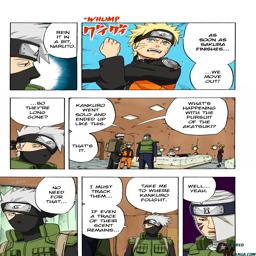 REIN IT
IN A BIT,
NARUTO.
WHUMP
AS
SOON AS
SAKURA
FINISHES...
...WE
MOVE
OUT!
...SO
THEY'RE
LONG
GONE?
KANKURO
WENT
SOLO AND
ENDED UP
LIKE THIS.
WHAT'S
HAPPENING
WITH THE
PURSUIT
OF THE
AKATSUKI?
NO
NEED FOR
THAT...
I
MUST
TRACK
THEM...
IF EVEN
A TRACE
OF THEIR
SCENT
REMAINS...
TAKE ME
TO WHERE
KANKURO
FOUGHT.
WELL...
YEAH.